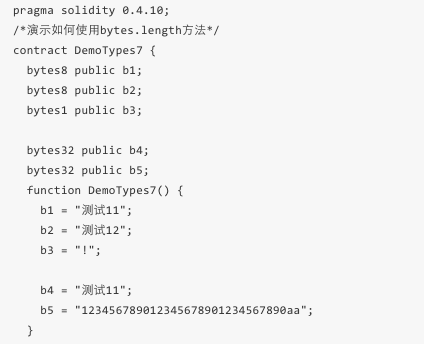 pragma solidity 0.4.10;
/*演示如何使用bytes.length方法*/
contract DemoTypes7 {
  bytes8 public b1;
  bytes8 public b2;
  bytes1 public b3;

  bytes32 public b4;
  bytes32 public b5;
  function DemoTypes7() {
    b1 = "测试11";
    b2 = "测试12";
    b3 = "!";

    b4 = "测试11";
    b5 = "123456789012345678901234567890aa";
  }